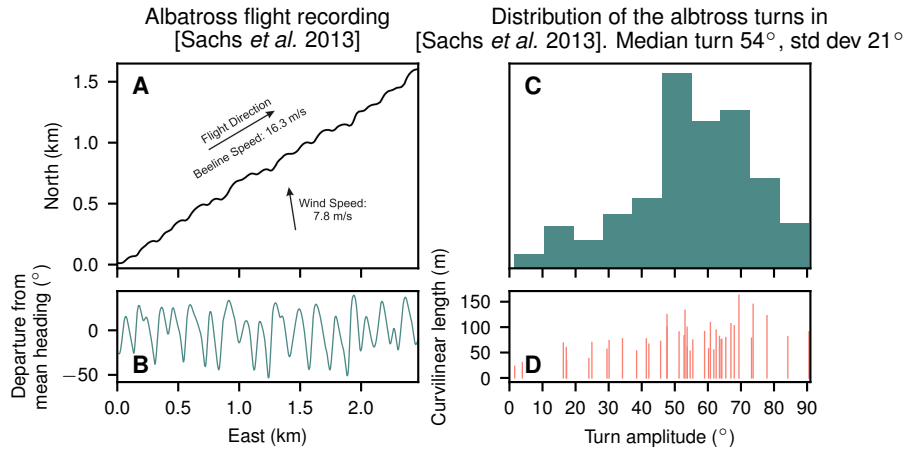 Albatross flight recording
[Sachs et al. 2013]
Distribution of the albtross turns in
[Sachs et al. 2013]. Median turn 54°, std dev 21°
A
Flight Direction
Beeline Speed: 16.3 m/s
Wind Speed:
7.8 m/s
North (km)
1.5
1.0
0.5
0.0
C
Departure from
mean heading (°)
0
−50
B
0.0 0.5 1.0 1.5 2.0
East (km)
Curvilinear length (m)
150
100
50
0
D
0 10 20 30 40 50 60 70 80 90
Turn amplitude (°)